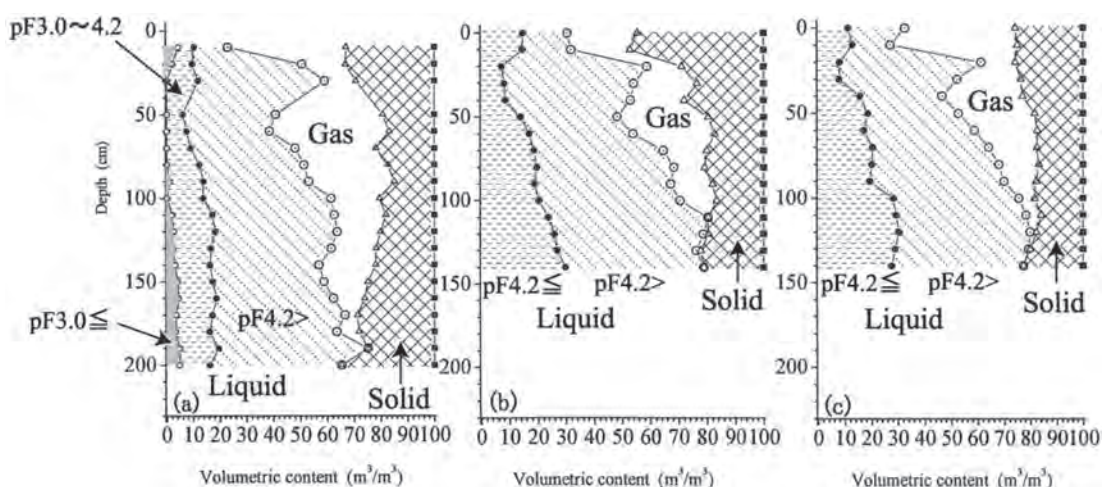 pF3.0～4.2
Depth (cm)
0
50
100
150
200
Gas
pF3.0≦
pF4.2>
Liquid
Solid
(a)
0 10 20 30 40 50 60 70 80 90 100
Volumetric content (m³/m³)
0
50
100
150
200
Gas
pF4.2≦
pF4.2>
Liquid
Solid
(b)
0 10 20 30 40 50 60 70 80 90 100
Volumetric content (m³/m³)
0
50
100
150
200
Gas
pF4.2≦
pF4.2>
Liquid
Solid
(c)
0 10 20 30 40 50 60 70 80 90 100
Volumetric content (m³/m³)